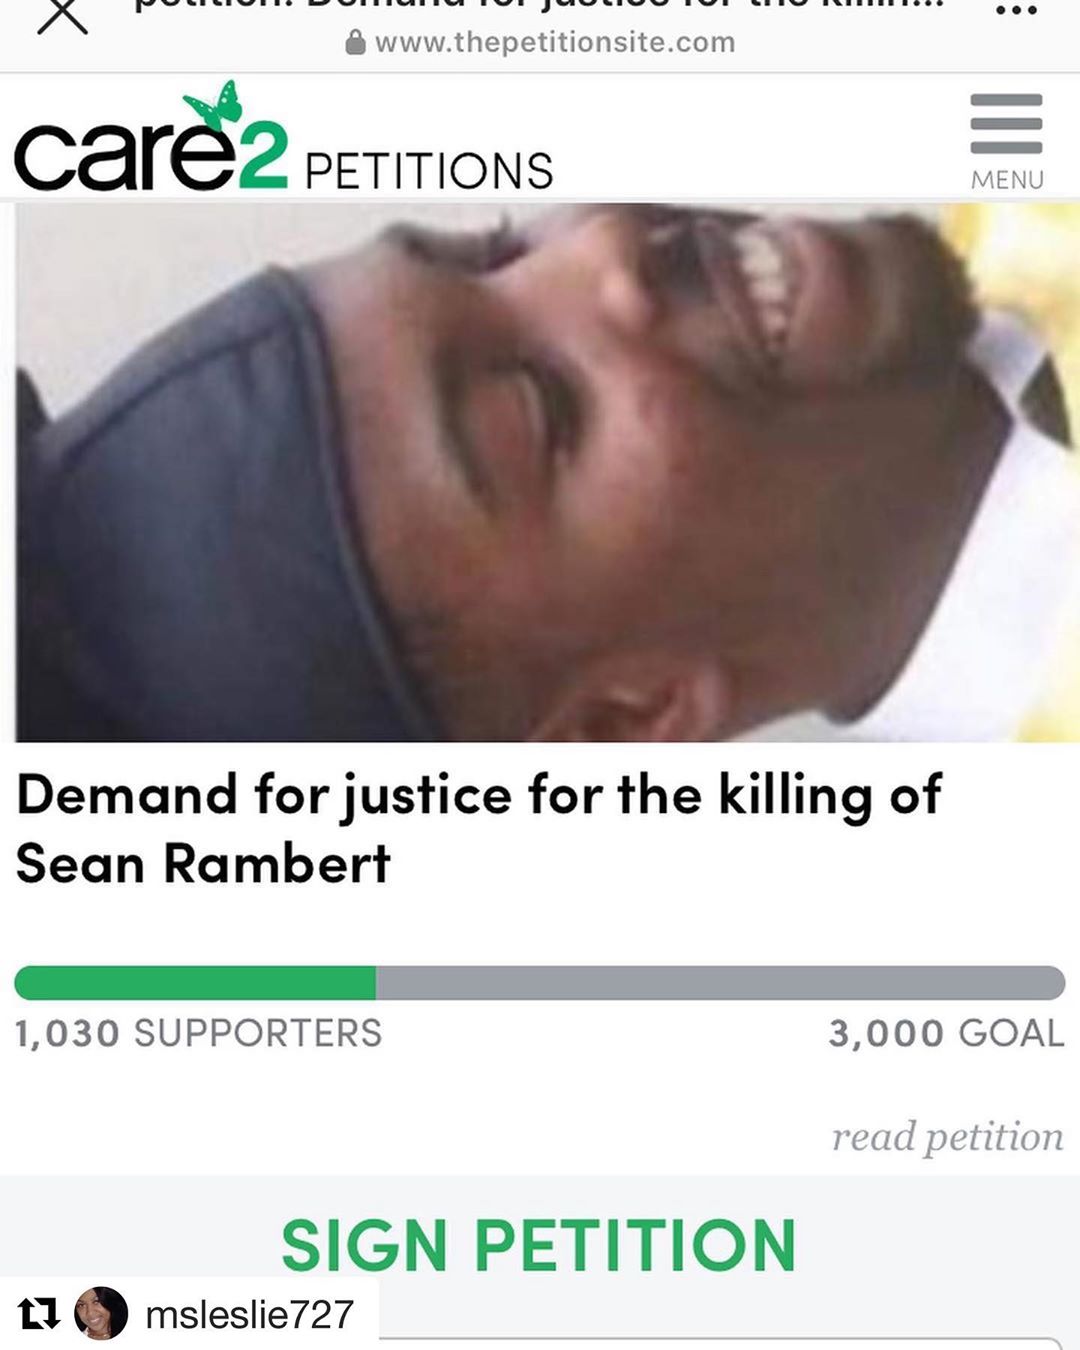 www.thepetitionsite.com
care2 PETITIONS
MENU
Demand for justice for the killing of
Sean Rambert
1,030 SUPPORTERS
3,000 GOAL
read petition
SIGN PETITION
msleslie727